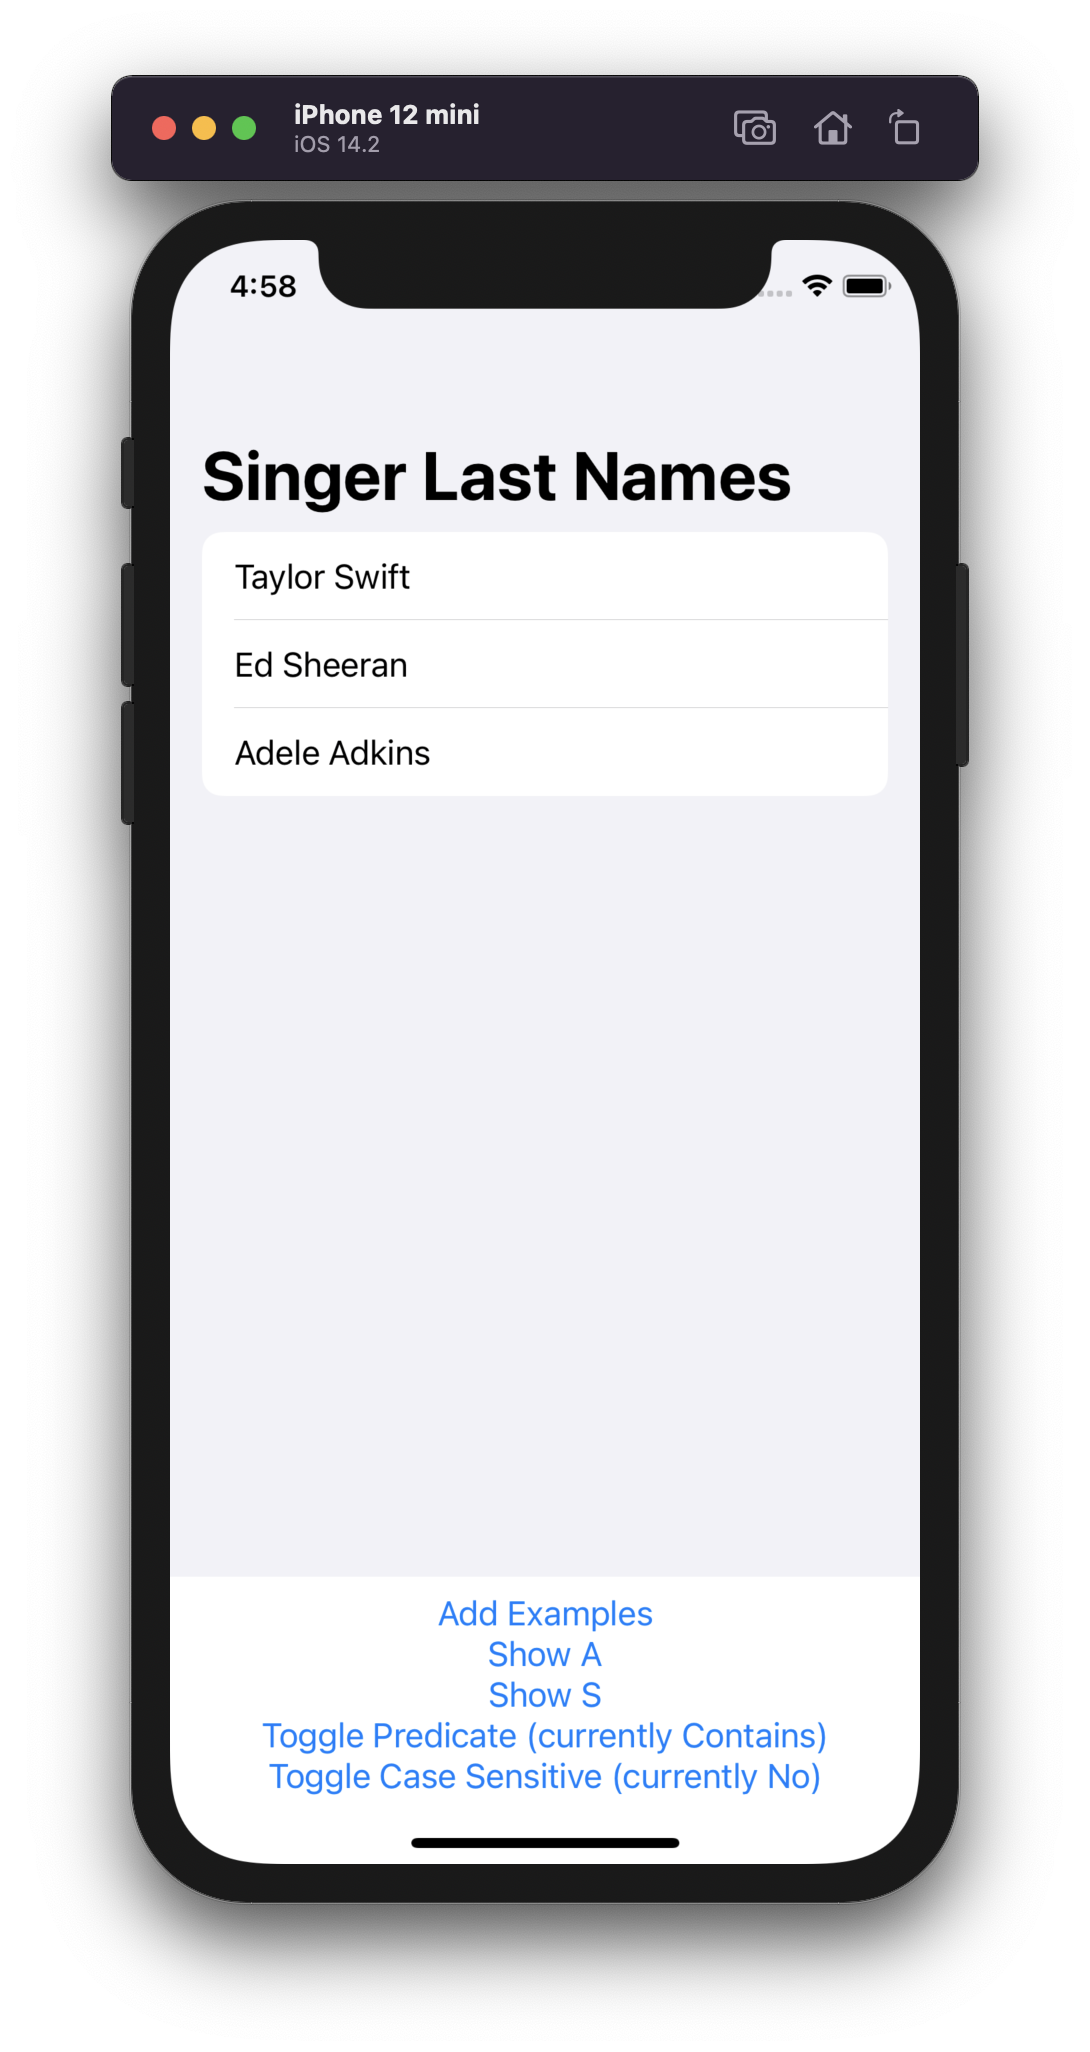 iPhone 12 mini
iOS 14.2
4:58
Singer Last Names
Taylor Swift
Ed Sheeran
Adele Adkins
Add Examples
Show A
Show S
Toggle Predicate (currently Contains)
Toggle Case Sensitive (currently No)